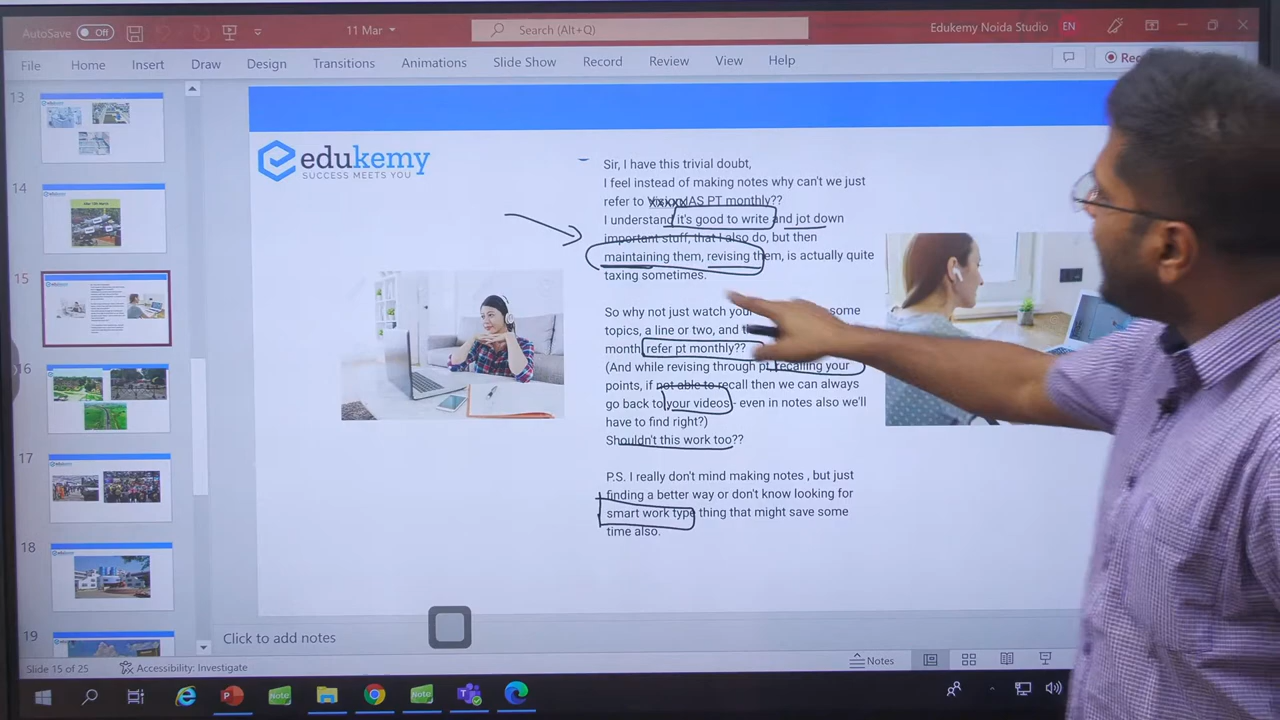 AutoSave Off
11 Mar
Search (Alt+Q)
Edukemy Noida Studio EN
File Home Insert Draw Design Transitions Animations Slide Show Record Review View Help
13
14
15
16
17
18
19
edukemy
SUCCESS MEETS YOU
Sir, I have this trivial doubt,
I feel instead of making notes why can't we just
refer to PT monthly??
I understand it's good to write and jot down
important stuff, that I also do, but then
maintaining them, revising them, is actually quite
taxing sometimes.
So why not just watch some
topics, a line or two, and
month refer pt monthly??
(And while revising through pt, recalling your
points, if not able to recall then we can always
go back to your videos - even in notes also we'll
have to find right?)
Shouldn't this work too??
P.S. I really don't mind making notes , but just
finding a better way or don't know looking for
smart work type thing that might save some
time also.
Click to add notes
Slide 15 of 25 Accessibility: Investigate Notes